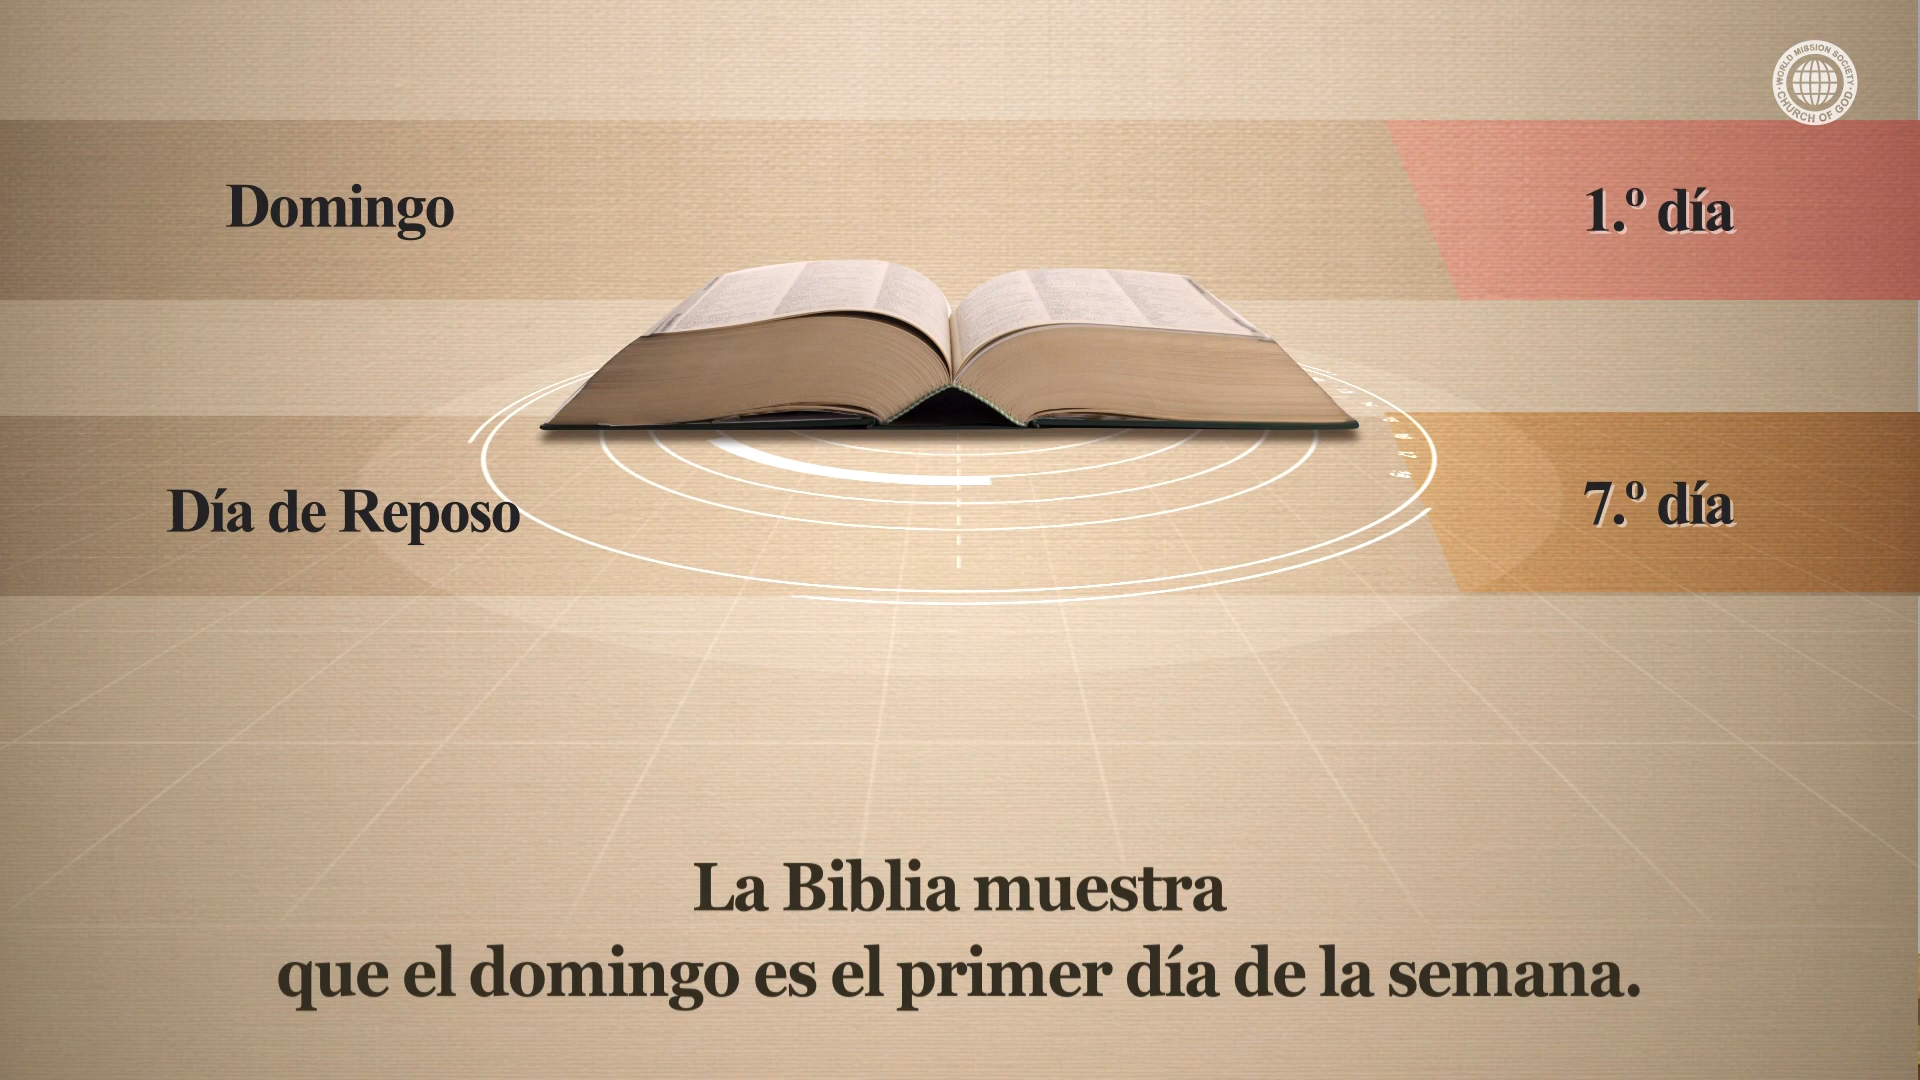 WORLD MISSION SOCIETY
CHURCH OF GOD
Domingo
1.º día
Día de Reposo
7.º día
La Biblia muestra
que el domingo es el primer día de la semana.